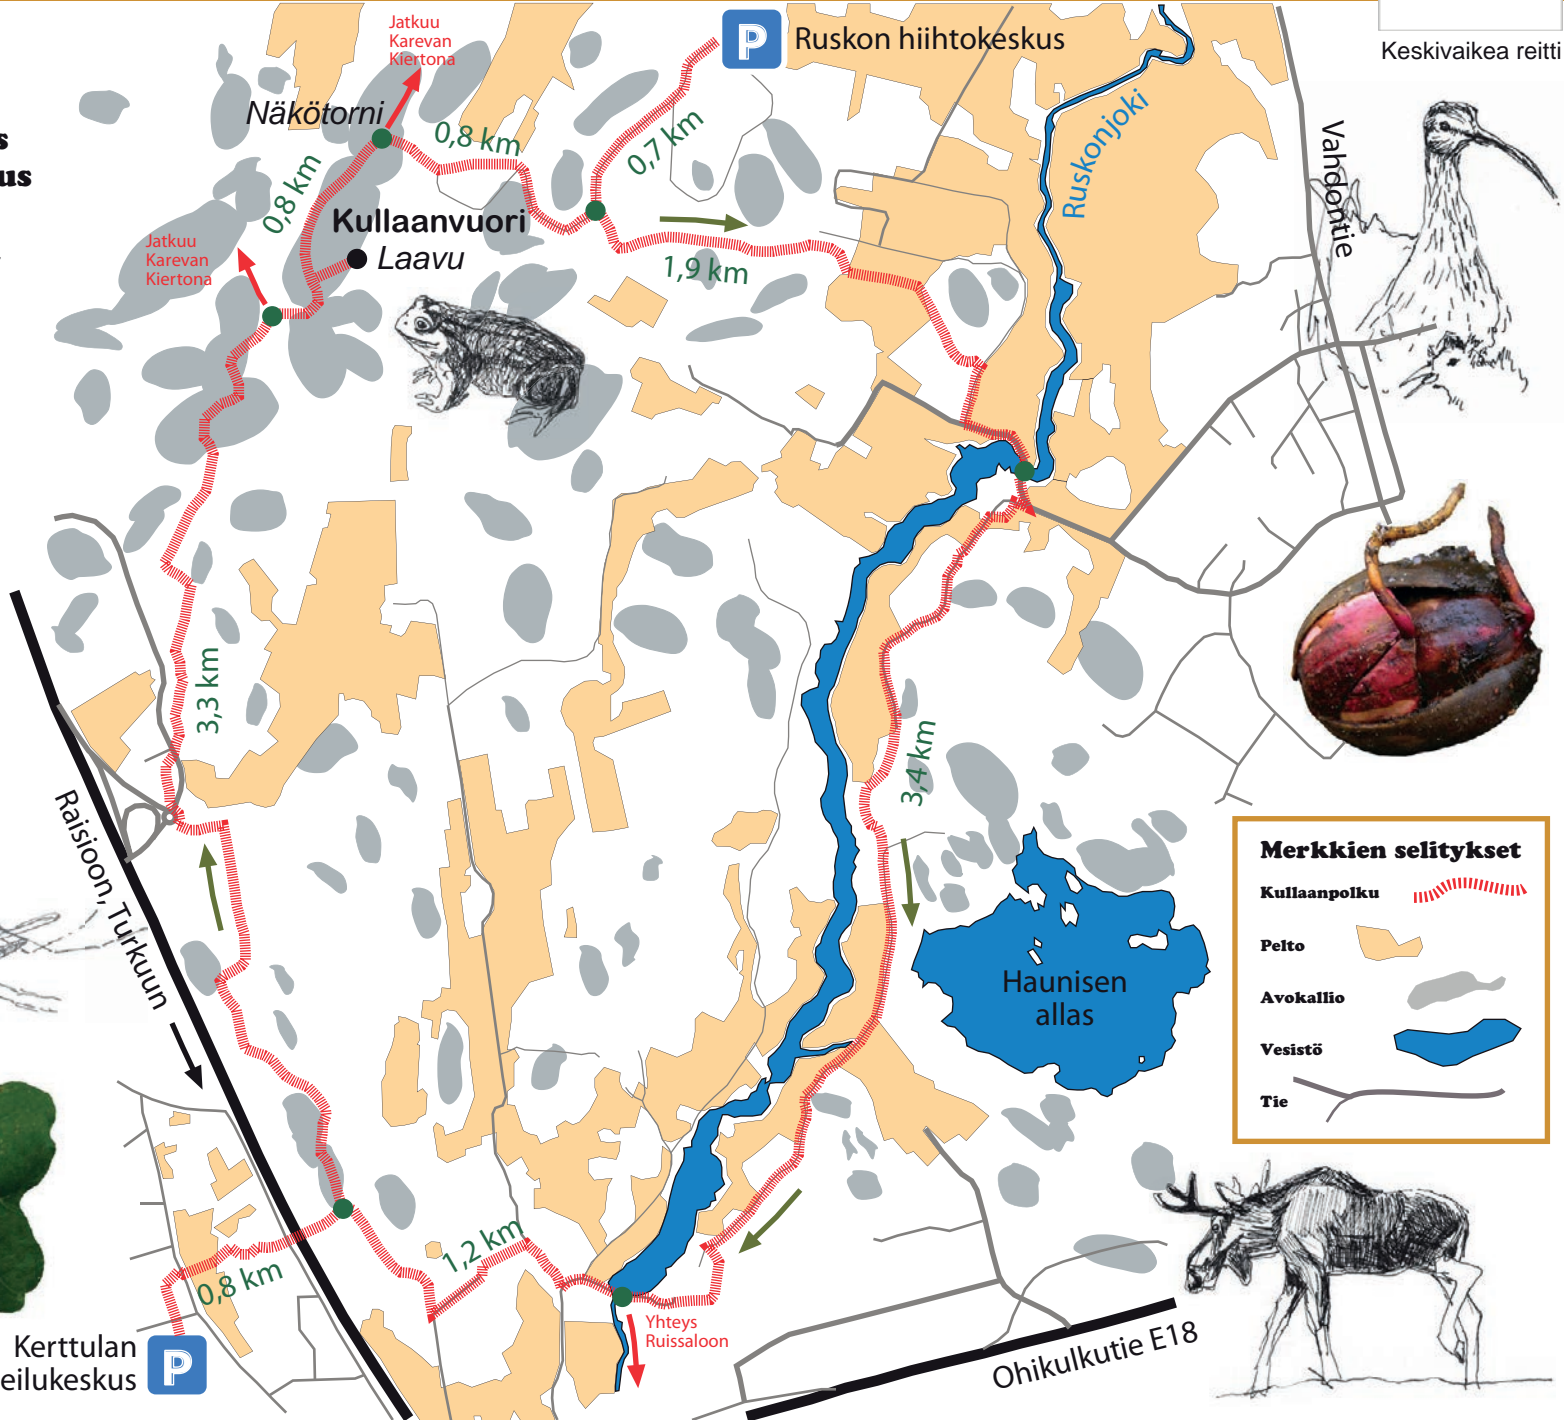 Jatkuu
Karevan
Kiertona
P
Ruskon hiihtokeskus
Keskivaikea reitti
Näkötorni
0,8 km
0,7 km
Ruskonjoki
Vahdontie
s
us
0,8 km
Kullaanvuori
Laavu
Jatkuu
Karevan
Kiertona
1,9 km
3,3 km
3,4 km
Raisioon, Turkuun
Haunisen
allas
Merkkien selitykset
Kullaanpolku
Pelto
Avokallio
Vesistö
Tie
1,2 km
0,8 km
Yhteys
Ruissaloon
Kerttulan
eilukeskus
P
Ohikulkutie E18